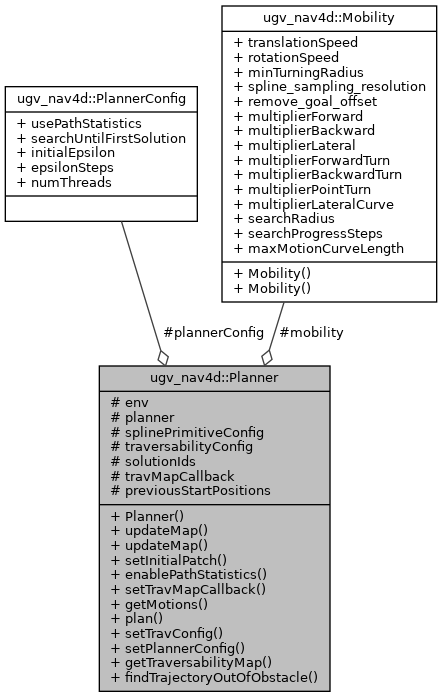 ugv_nav4d::Mobility
+ translationSpeed
+ rotationSpeed
+ minTurningRadius
+ spline_sampling_resolution
+ remove_goal_offset
+ multiplierForward
+ multiplierBackward
+ multiplierLateral
+ multiplierForwardTurn
+ multiplierBackwardTurn
+ multiplierPointTurn
+ multiplierLateralCurve
+ searchRadius
+ searchProgressSteps
+ maxMotionCurveLength
+ Mobility()
+ Mobility()
ugv_nav4d::PlannerConfig
+ usePathStatistics
+ searchUntilFirstSolution
+ initialEpsilon
+ epsilonSteps
+ numThreads
#plannerConfig
#mobility
ugv_nav4d::Planner
# env
# planner
# splinePrimitiveConfig
# traversabilityConfig
# solutionIds
# travMapCallback
# previousStartPositions
+ Planner()
+ updateMap()
+ updateMap()
+ setInitialPatch()
+ enablePathStatistics()
+ setTravMapCallback()
+ getMotions()
+ plan()
+ setTravConfig()
+ setPlannerConfig()
+ getTraversabilityMap()
+ findTrajectoryOutOfObstacle()